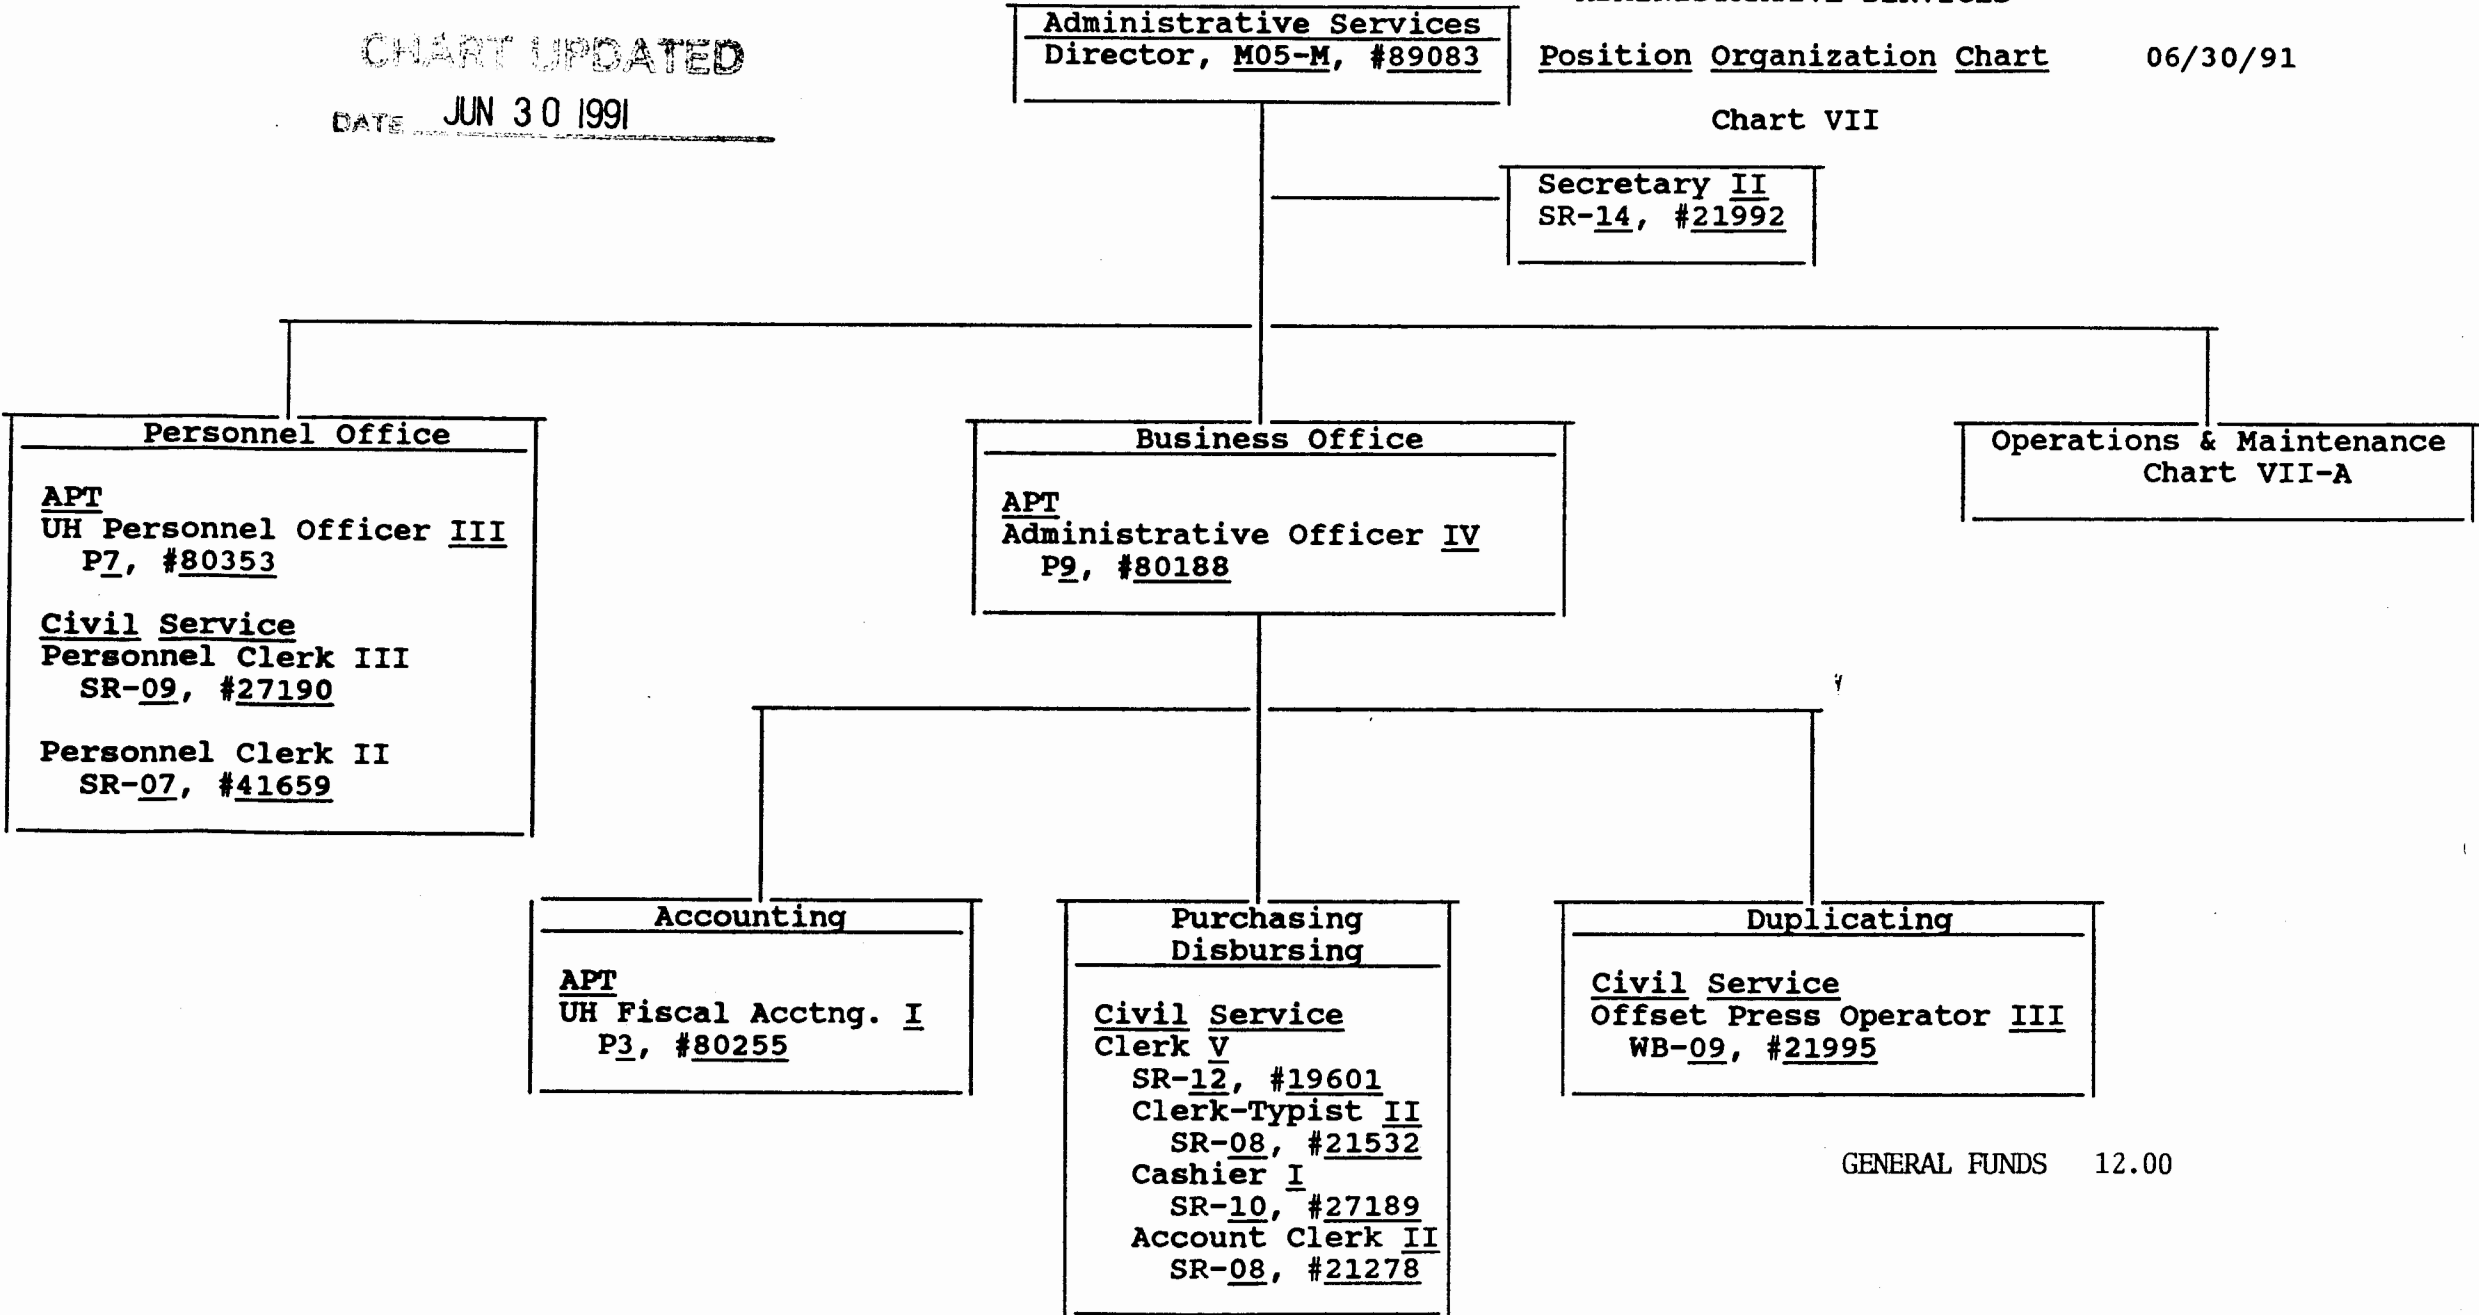 CHART UPDATED
DATE JUN 30 1991
Administrative Services
Director, M05-M, #89083
Position Organization Chart 06/30/91
Chart VII
Secretary II
SR-14, #21992
Personnel Office
APT
UH Personnel Officer III
P7, #80353
Civil Service
Personnel Clerk III
SR-09, #27190
Personnel Clerk II
SR-07, #41659
Business Office
APT
Administrative Officer IV
P9, #80188
Operations & Maintenance
Chart VII-A
Accounting
APT
UH Fiscal Acctng. I
P3, #80255
Purchasing
Disbursing
Civil Service
Clerk V
SR-12, #19601
Clerk-Typist II
SR-08, #21532
Cashier I
SR-10, #27189
Account Clerk II
SR-08, #21278
Duplicating
Civil Service
Offset Press Operator III
WB-09, #21995
GENERAL FUNDS 12.00